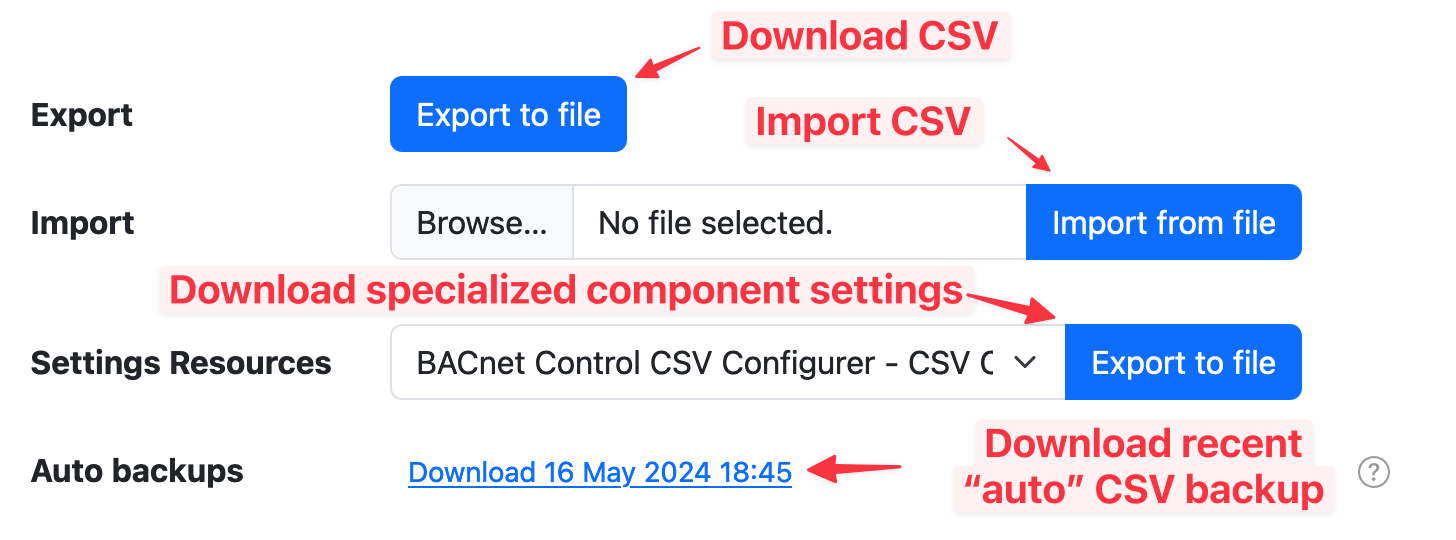 Download CSV
Export
Export to file
Import CSV
Import
Browse...
No file selected.
Import from file
Download specialized component settings
Settings Resources
BACnet Control CSV Configurer - CSV
Export to file
Auto backups
Download 16 May 2024 18:45
Download recent
“auto” CSV backup
?